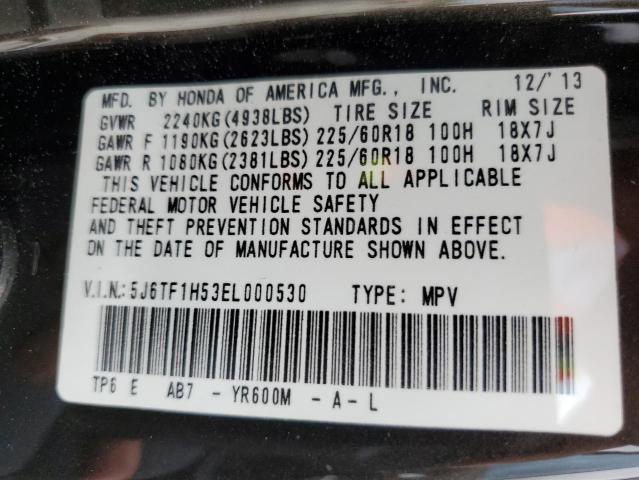 MFD. BY HONDA OF AMERICA MFG., INC. 12/'13
GVWR 2240KG(4938LBS) TIRE SIZE RIM SIZE
GAWR F 1190KG(2623LBS) 225/60R18 100H 18X7J
GAWR R 1080KG(2381LBS) 225/60R18 100H 18X7J
THIS VEHICLE CONFORMS TO ALL APPLICABLE
FEDERAL MOTOR VEHICLE SAFETY
AND THEFT PREVENTION STANDARDS IN EFFECT
ON THE DATE OF MANUFACTURE SHOWN ABOVE.
V.I.N.: 5J6TF1H53EL000530 TYPE: MPV
TP6 E AB7 - YR600M - A - L